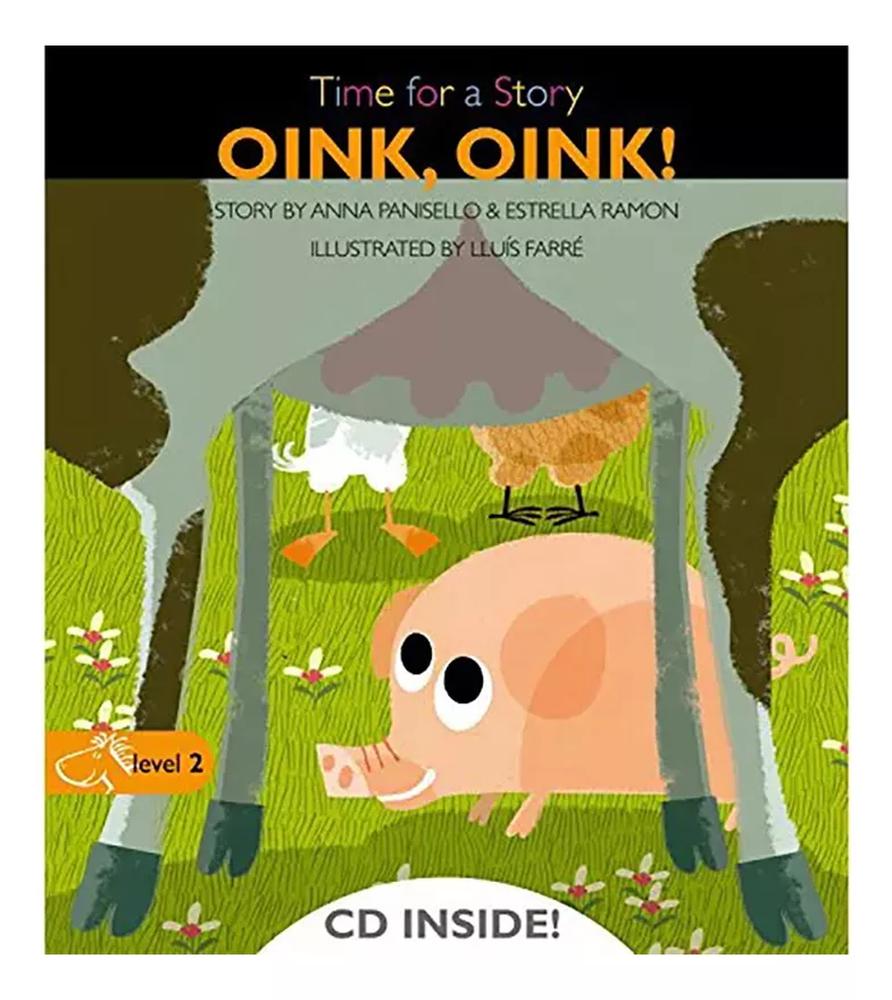 Time for a Story
OINK, OINK!
STORY BY ANNA PANISELLO & ESTRELLA RAMON
ILLUSTRATED BY LLUÍS FARRÉ
level 2
CD INSIDE!